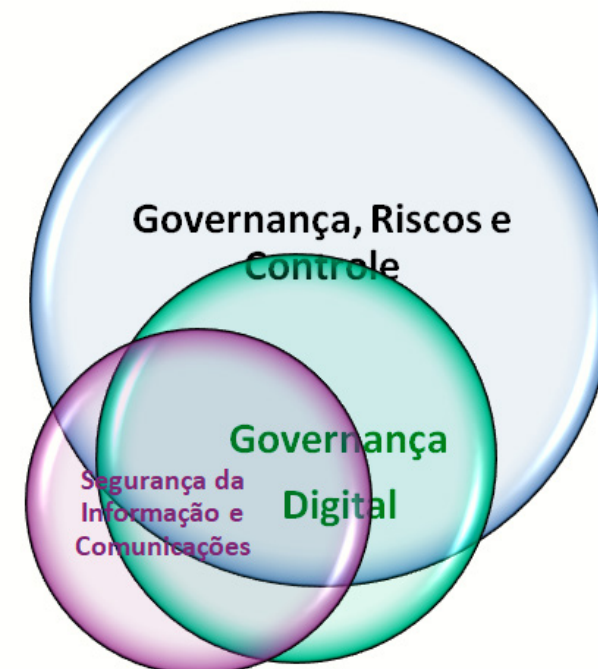 Governança, Riscos e
Controle
Governança
Digital
Segurança da
Informação e
Comunicações